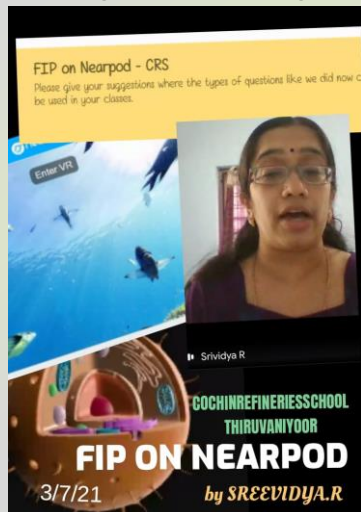 FIP on Nearpod - CRS
Please give your suggestions where the types of questions like we did now
be used in your classes.
Enter VR
Srividya R
COCHINREFINERIESSCHOOL
THIRUVANIYOOR
FIP ON NEARPOD
3/7/21
by SREEVIDYA.R